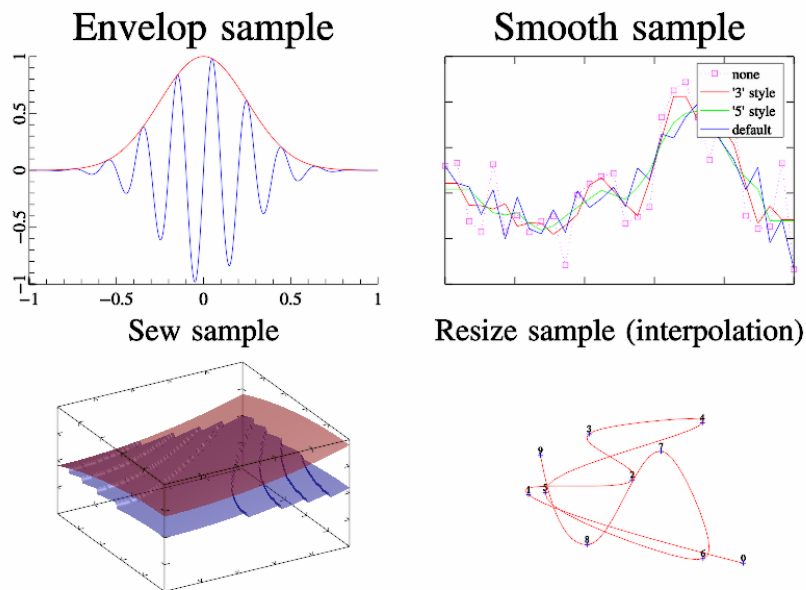 Envelop sample
1
0.5
0
−0.5
−1
−1
−0.5
0
0.5
1
Smooth sample
none
'3' style
'5' style
default
Sew sample
Resize sample (interpolation)
4
3
7
9
2
1
5
8
6
0